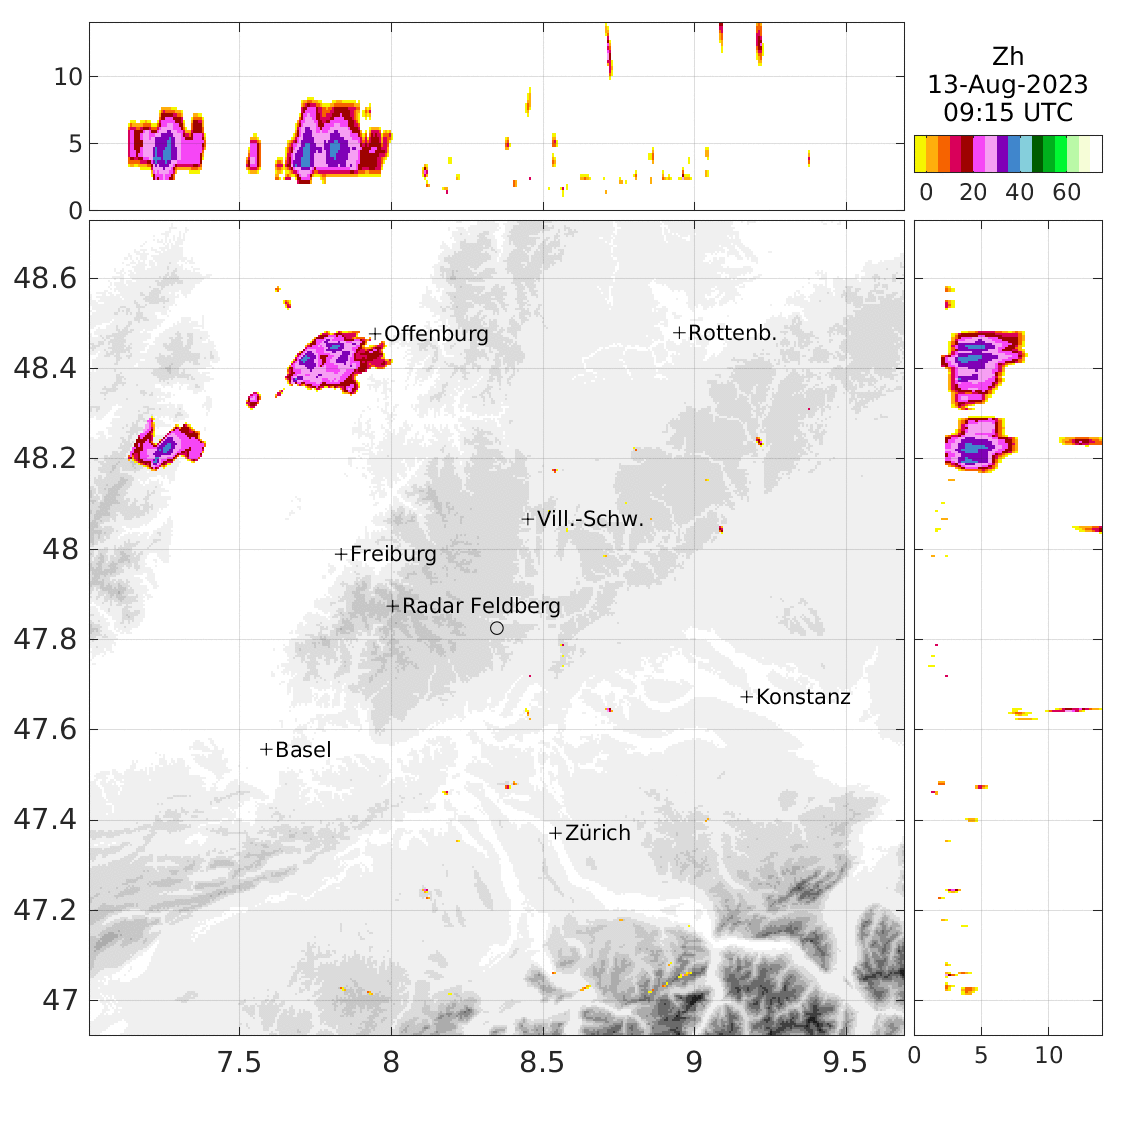 10
5
0
Zh
13-Aug-2023
09:15 UTC
0 20 40 60
48.6
48.4
48.2
48
47.8
47.6
47.4
47.2
47
Offenburg
Rottenb.
Vill.-Schw.
Freiburg
Radar Feldberg
Konstanz
Basel
Zürich
7.5 8 8.5 9 9.5
0 5 10